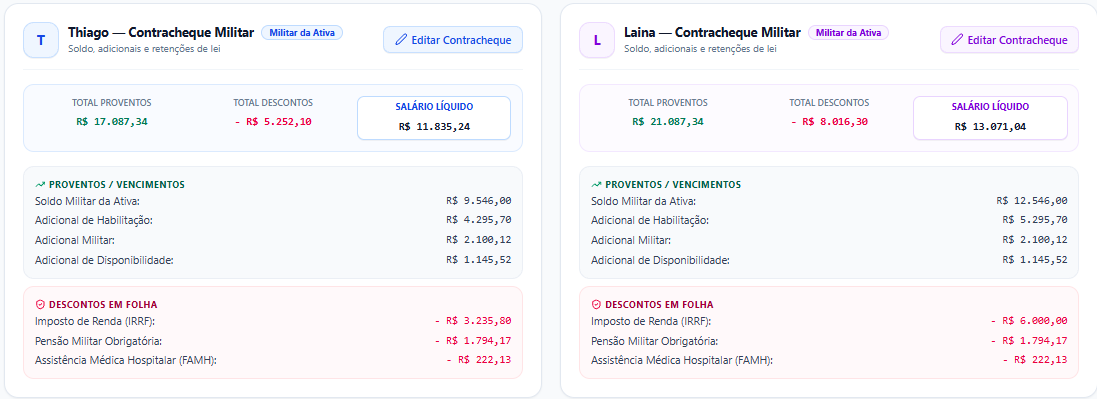 T
Thiago — Contracheque Militar Militar da Ativa
Soldo, adicionais e retenções de lei
Editar Contracheque
TOTAL PROVENTOS TOTAL DESCONTOS SALÁRIO LÍQUIDO
R$ 17.087,34 - R$ 5.252,10 R$ 11.835,24
PROVENTOS / VENCIMENTOS
Soldo Militar da Ativa: R$ 9.546,00
Adicional de Habilitação: R$ 4.295,70
Adicional Militar: R$ 2.100,12
Adicional de Disponibilidade: R$ 1.145,52
DESCONTOS EM FOLHA
Imposto de Renda (IRRF): - R$ 3.235,80
Pensão Militar Obrigatória: - R$ 1.794,17
Assistência Médica Hospitalar (FAMH): - R$ 222,13
L
Laina — Contracheque Militar Militar da Ativa
Soldo, adicionais e retenções de lei
Editar Contracheque
TOTAL PROVENTOS TOTAL DESCONTOS SALÁRIO LÍQUIDO
R$ 21.087,34 - R$ 8.016,30 R$ 13.071,04
PROVENTOS / VENCIMENTOS
Soldo Militar da Ativa: R$ 12.546,00
Adicional de Habilitação: R$ 5.295,70
Adicional Militar: R$ 2.100,12
Adicional de Disponibilidade: R$ 1.145,52
DESCONTOS EM FOLHA
Imposto de Renda (IRRF): - R$ 6.000,00
Pensão Militar Obrigatória: - R$ 1.794,17
Assistência Médica Hospitalar (FAMH): - R$ 222,13